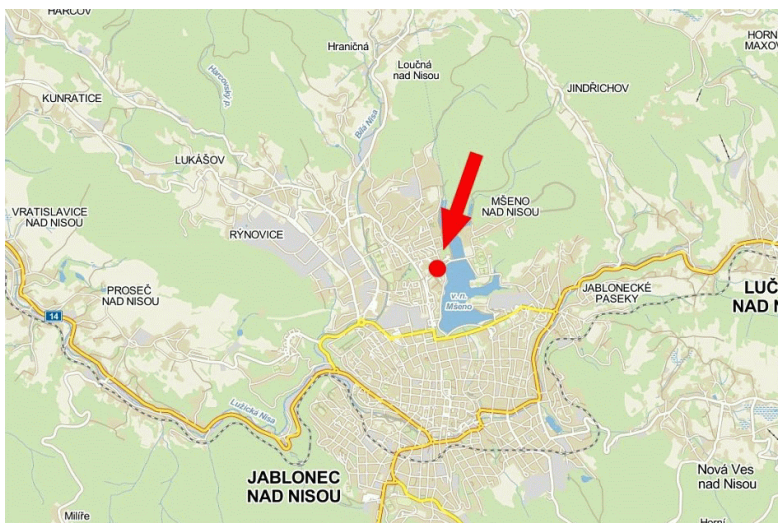 HARCOV
Hraničná
Loučná
nad Nisou
HORN
MAXOV
KUNRATICE
Harcovský p.
JINDŘICHOV
Bílá Nisa
LUKÁŠOV
VRATISLAVICE
NAD NISOU
MŠENO
NAD NISOU
RÝNOVICE
PROSEČ
NAD NISOU
JABLONECKÉ
PASEKY
LUČ
NAD N
v. n.
Mšeno
14
Lužická Nisa
JABLONEC
NAD NISOU
Nová Ves
nad Nisou
Milíře
Horní